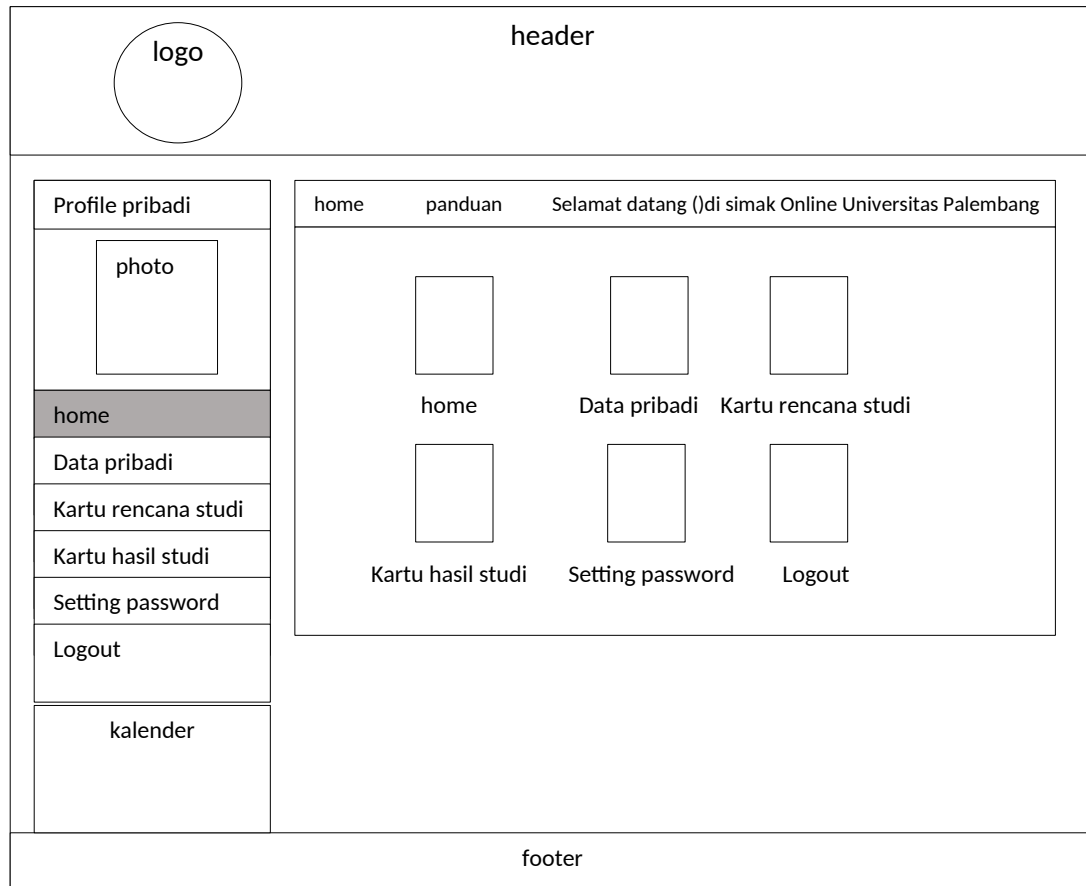 logo
header
Profile pribadi
photo
home
Data pribadi
Kartu rencana studi
Kartu hasil studi
Setting password
Logout
kalender
home panduan Selamat datang ()di simak Online Universitas Palembang
home Data pribadi Kartu rencana studi
Kartu hasil studi Setting password Logout
footer